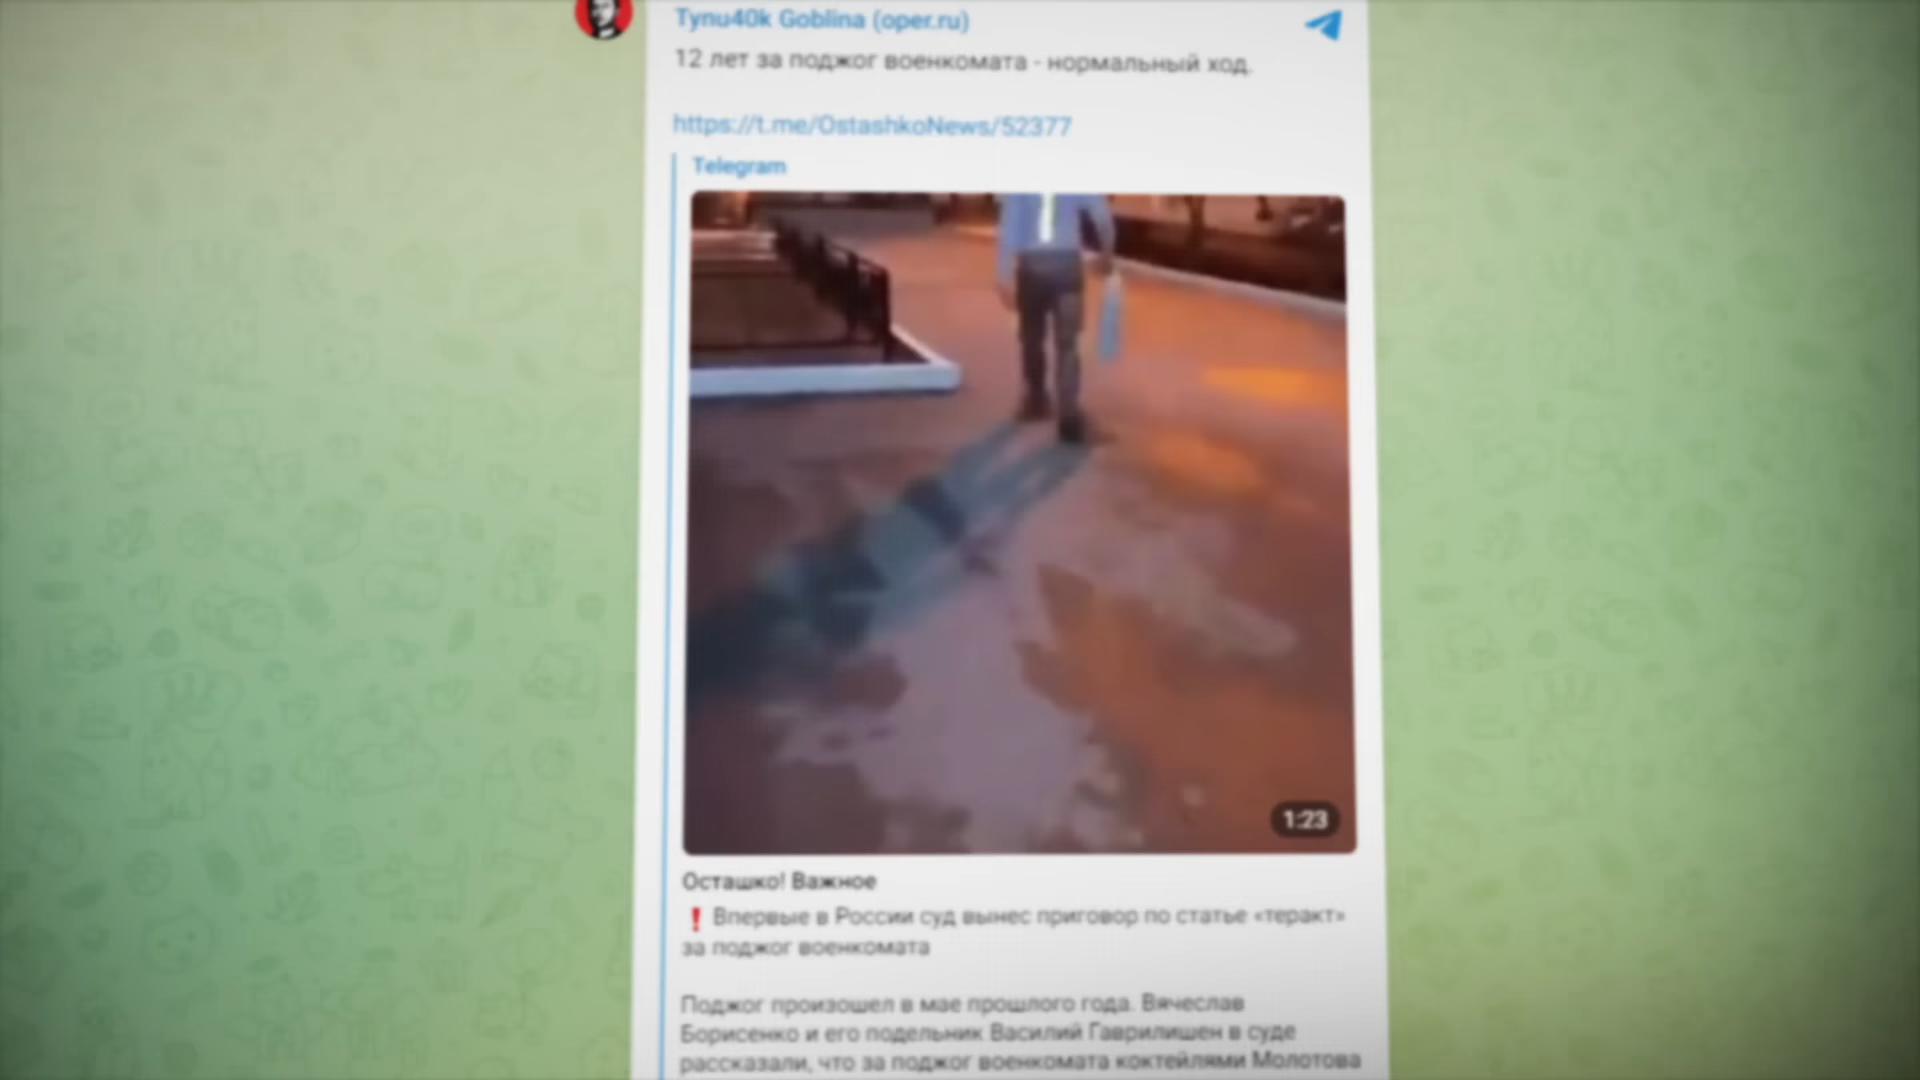 Tynu40k Goblina (oper.ru)
12 лет за поджог военкомата - нормальный ход.
https://t.me/OstashkoNews/52377
Telegram
1:23
Осташко! Важное
❗ Впервые в России суд вынес приговор по статье «теракт»
за поджог военкомата
Поджог произошел в мае прошлого года. Вячеслав
Борисенко и его подельник Василий Гаврилишен в суде
рассказали, что за поджог военкомата коктейлями Молотова